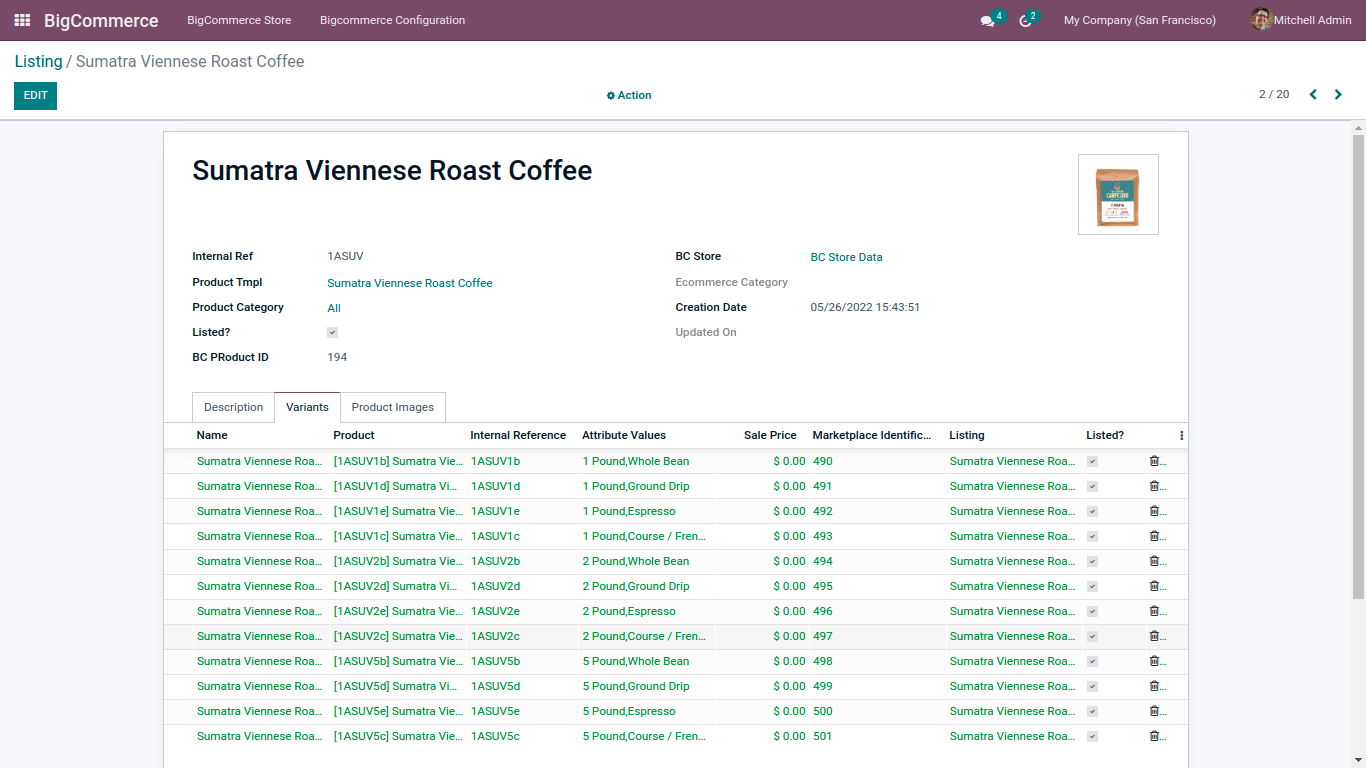 BigCommerce BigCommerce Store Bigcommerce Configuration 4 2 My Company (San Francisco) Mitchell Admin
Listing / Sumatra Viennese Roast Coffee
EDIT Action 2 / 20
Sumatra Viennese Roast Coffee
Internal Ref 1ASUV BC Store BC Store Data
Product Tmpl Sumatra Viennese Roast Coffee Ecommerce Category
Product Category All Creation Date 05/26/2022 15:43:51
Listed? Updated On
BC PRoduct ID 194
Description Variants Product Images
Name Product Internal Reference Attribute Values Sale Price Marketplace Identific... Listing Listed?
Sumatra Viennese Roa... [1ASUV1b] Sumatra Vie... 1ASUV1b 1 Pound,Whole Bean $ 0.00 490 Sumatra Viennese Roa... ...
Sumatra Viennese Roa... [1ASUV1d] Sumatra Vi... 1ASUV1d 1 Pound,Ground Drip $ 0.00 491 Sumatra Viennese Roa... ...
Sumatra Viennese Roa... [1ASUV1e] Sumatra Vie... 1ASUV1e 1 Pound,Espresso $ 0.00 492 Sumatra Viennese Roa... ...
Sumatra Viennese Roa... [1ASUV1c] Sumatra Vie... 1ASUV1c 1 Pound,Course / Fren... $ 0.00 493 Sumatra Viennese Roa... ...
Sumatra Viennese Roa... [1ASUV2b] Sumatra Vie... 1ASUV2b 2 Pound,Whole Bean $ 0.00 494 Sumatra Viennese Roa... ...
Sumatra Viennese Roa... [1ASUV2d] Sumatra Vi... 1ASUV2d 2 Pound,Ground Drip $ 0.00 495 Sumatra Viennese Roa... ...
Sumatra Viennese Roa... [1ASUV2e] Sumatra Vie... 1ASUV2e 2 Pound,Espresso $ 0.00 496 Sumatra Viennese Roa... ...
Sumatra Viennese Roa... [1ASUV2c] Sumatra Vie... 1ASUV2c 2 Pound,Course / Fren... $ 0.00 497 Sumatra Viennese Roa... ...
Sumatra Viennese Roa... [1ASUV5b] Sumatra Vie... 1ASUV5b 5 Pound,Whole Bean $ 0.00 498 Sumatra Viennese Roa... ...
Sumatra Viennese Roa... [1ASUV5d] Sumatra Vi... 1ASUV5d 5 Pound,Ground Drip $ 0.00 499 Sumatra Viennese Roa... ...
Sumatra Viennese Roa... [1ASUV5e] Sumatra Vie... 1ASUV5e 5 Pound,Espresso $ 0.00 500 Sumatra Viennese Roa... ...
Sumatra Viennese Roa... [1ASUV5c] Sumatra Vie... 1ASUV5c 5 Pound,Course / Fren... $ 0.00 501 Sumatra Viennese Roa... ...